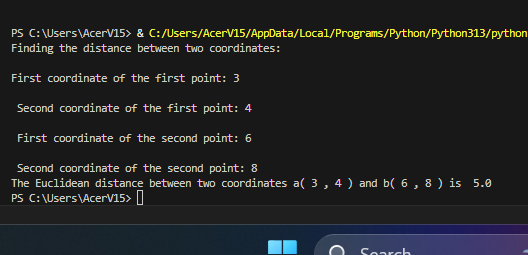 PS C:\Users\AcerV15> & C:/Users/AcerV15/AppData/Local/Programs/Python/Python313/python
Finding the distance between two coordinates:
First coordinate of the first point: 3
Second coordinate of the first point: 4
First coordinate of the second point: 6
Second coordinate of the second point: 8
The Euclidean distance between two coordinates a( 3 , 4 ) and b( 6 , 8 ) is  5.0
PS C:\Users\AcerV15>
Search